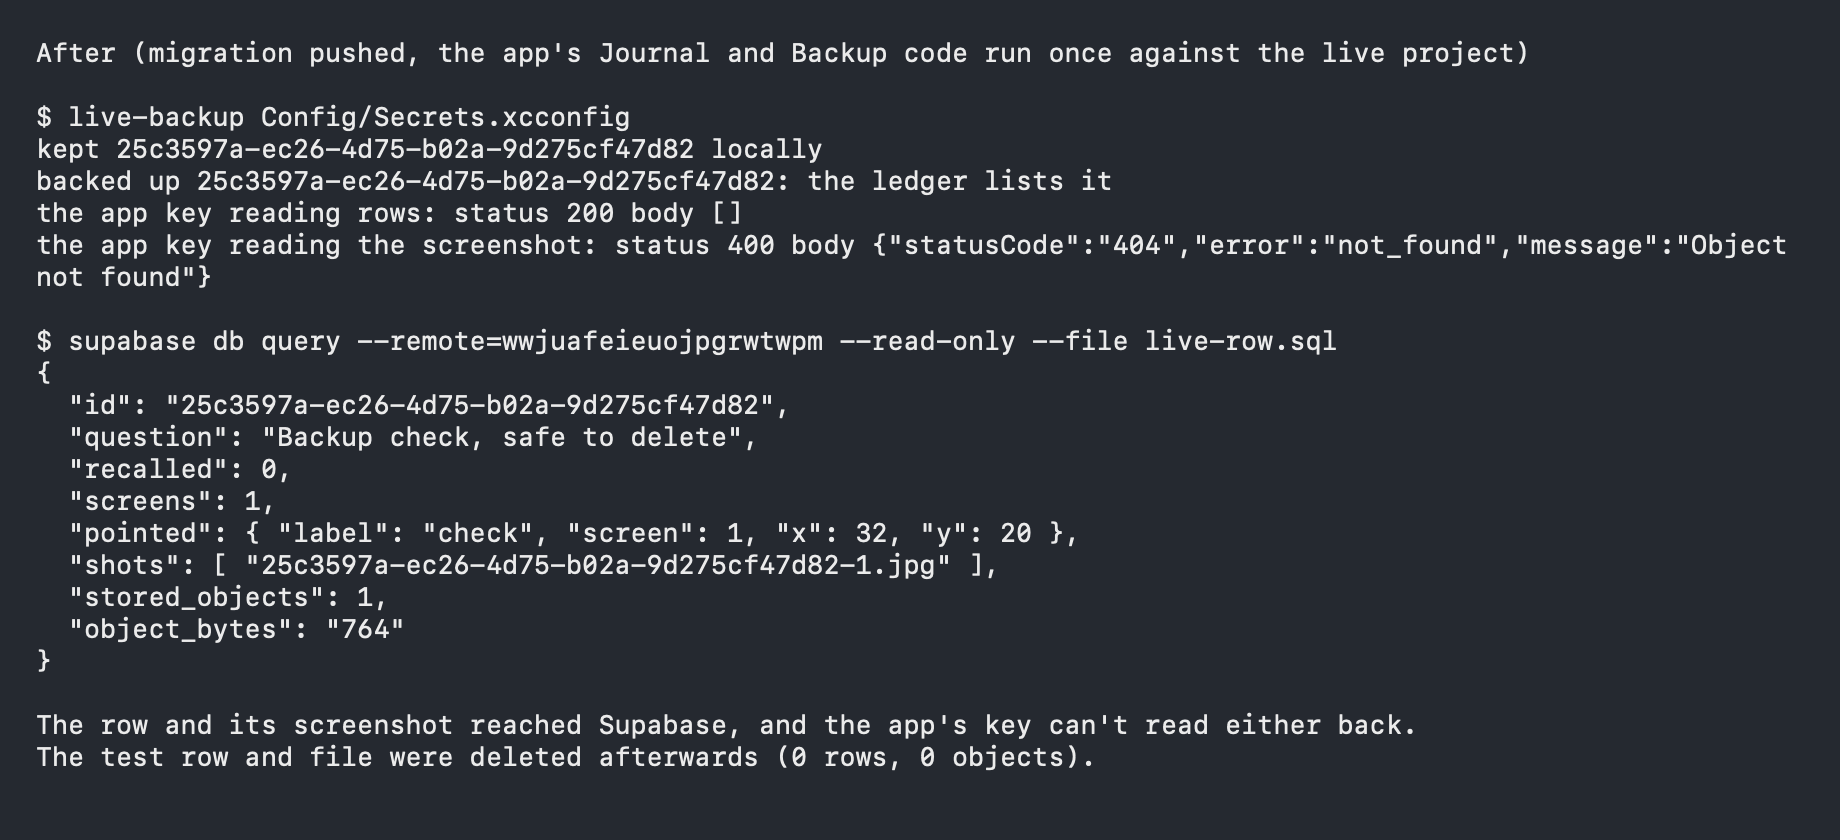 After (migration pushed, the app's Journal and Backup code run once against the live project)
$ live-backup Config/Secrets.xcconfig
kept 25c3597a-ec26-4d75-b02a-9d275cf47d82 locally
backed up 25c3597a-ec26-4d75-b02a-9d275cf47d82: the ledger lists it
the app key reading rows: status 200 body []
the app key reading the screenshot: status 400 body {"statusCode":"404","error":"not_found","message":"Object
not found"}
$ supabase db query --remote=wwjuafeieuojpgrwtwpm --read-only --file live-row.sql
{
  "id": "25c3597a-ec26-4d75-b02a-9d275cf47d82",
  "question": "Backup check, safe to delete",
  "recalled": 0,
  "screens": 1,
  "pointed": { "label": "check", "screen": 1, "x": 32, "y": 20 },
  "shots": [ "25c3597a-ec26-4d75-b02a-9d275cf47d82-1.jpg" ],
  "stored_objects": 1,
  "object_bytes": "764"
}
The row and its screenshot reached Supabase, and the app's key can't read either back.
The test row and file were deleted afterwards (0 rows, 0 objects).